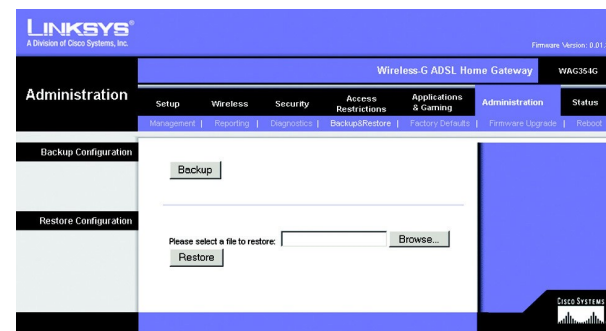 LINKSYS®
A Division of Cisco Systems, Inc.
Firmware Version: 0.01.
Wireless-G ADSL Home Gateway WAG354G
Administration
Setup Wireless Security Access Restrictions Applications & Gaming Administration Status
Management | Reporting | Diagnostics | Backup&Restore | Factory Defaults | Firmware Upgrade | Reboot
Backup Configuration
Backup
Restore Configuration
Please select a file to restore: Browse...
Restore
CISCO SYSTEMS